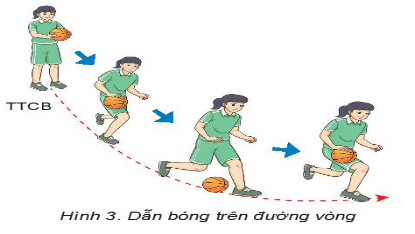 TTCB
Hình 3. Dẫn bóng trên đường vòng